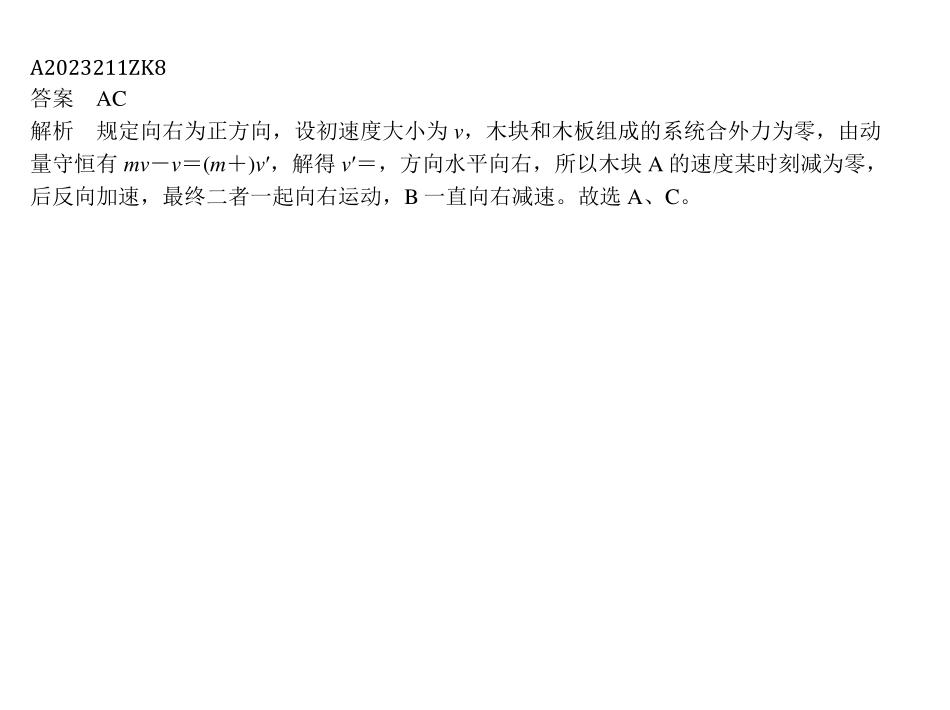 A2023211ZK8
答案 AC
解析 规定向右为正方向，设初速度大小为 v，木块和木板组成的系统合外力为零，由动
量守恒有 mv－v＝(m＋)v′，解得 v′＝，方向水平向右，所以木块 A 的速度某时刻减为零，
后反向加速，最终二者一起向右运动，B 一直向右减速。故选 A、C。